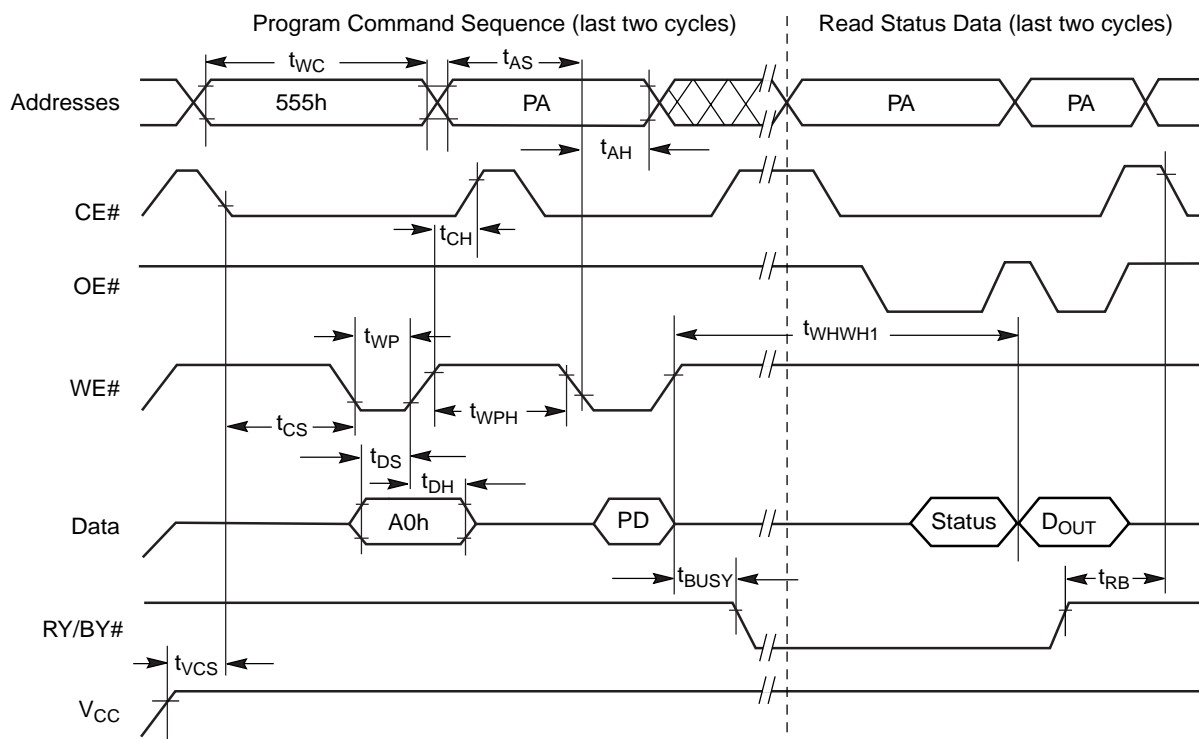 Program Command Sequence (last two cycles)
Read Status Data (last two cycles)
tWC
tAS
Addresses
555h
PA
PA
PA
tAH
CE#
tCH
OE#
tWP
tWHWH1
WE#
tWPH
tCS
tDS
tDH
Data
A0h
PD
Status
DOUT
tBUSY
tRB
RY/BY#
tVCS
VCC